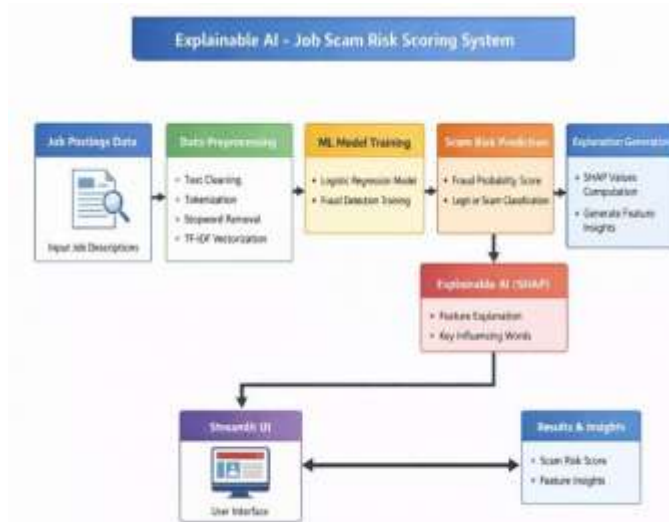 Explainable AI – Job Scam Risk Scoring System
Job Postings Data
Input Job Descriptions
Data Preprocessing
• Text Cleaning
• Tokenization
• Stopword Removal
• TF-IDF Vectorization
ML Model Training
• Logistic Regression Model
• Fraud Detection Training
Scam Risk Prediction
• Fraud Probability Score
• Legit or Scam Classification
Explanation Generation
• SHAP Values
Computation
• Generate Feature
Insights
Explainable AI (SHAP)
• Feature Explanation
• Key Influencing Words
Streamlit UI
User Interface
Results & Insights
• Scam Risk Score
• Feature Insights